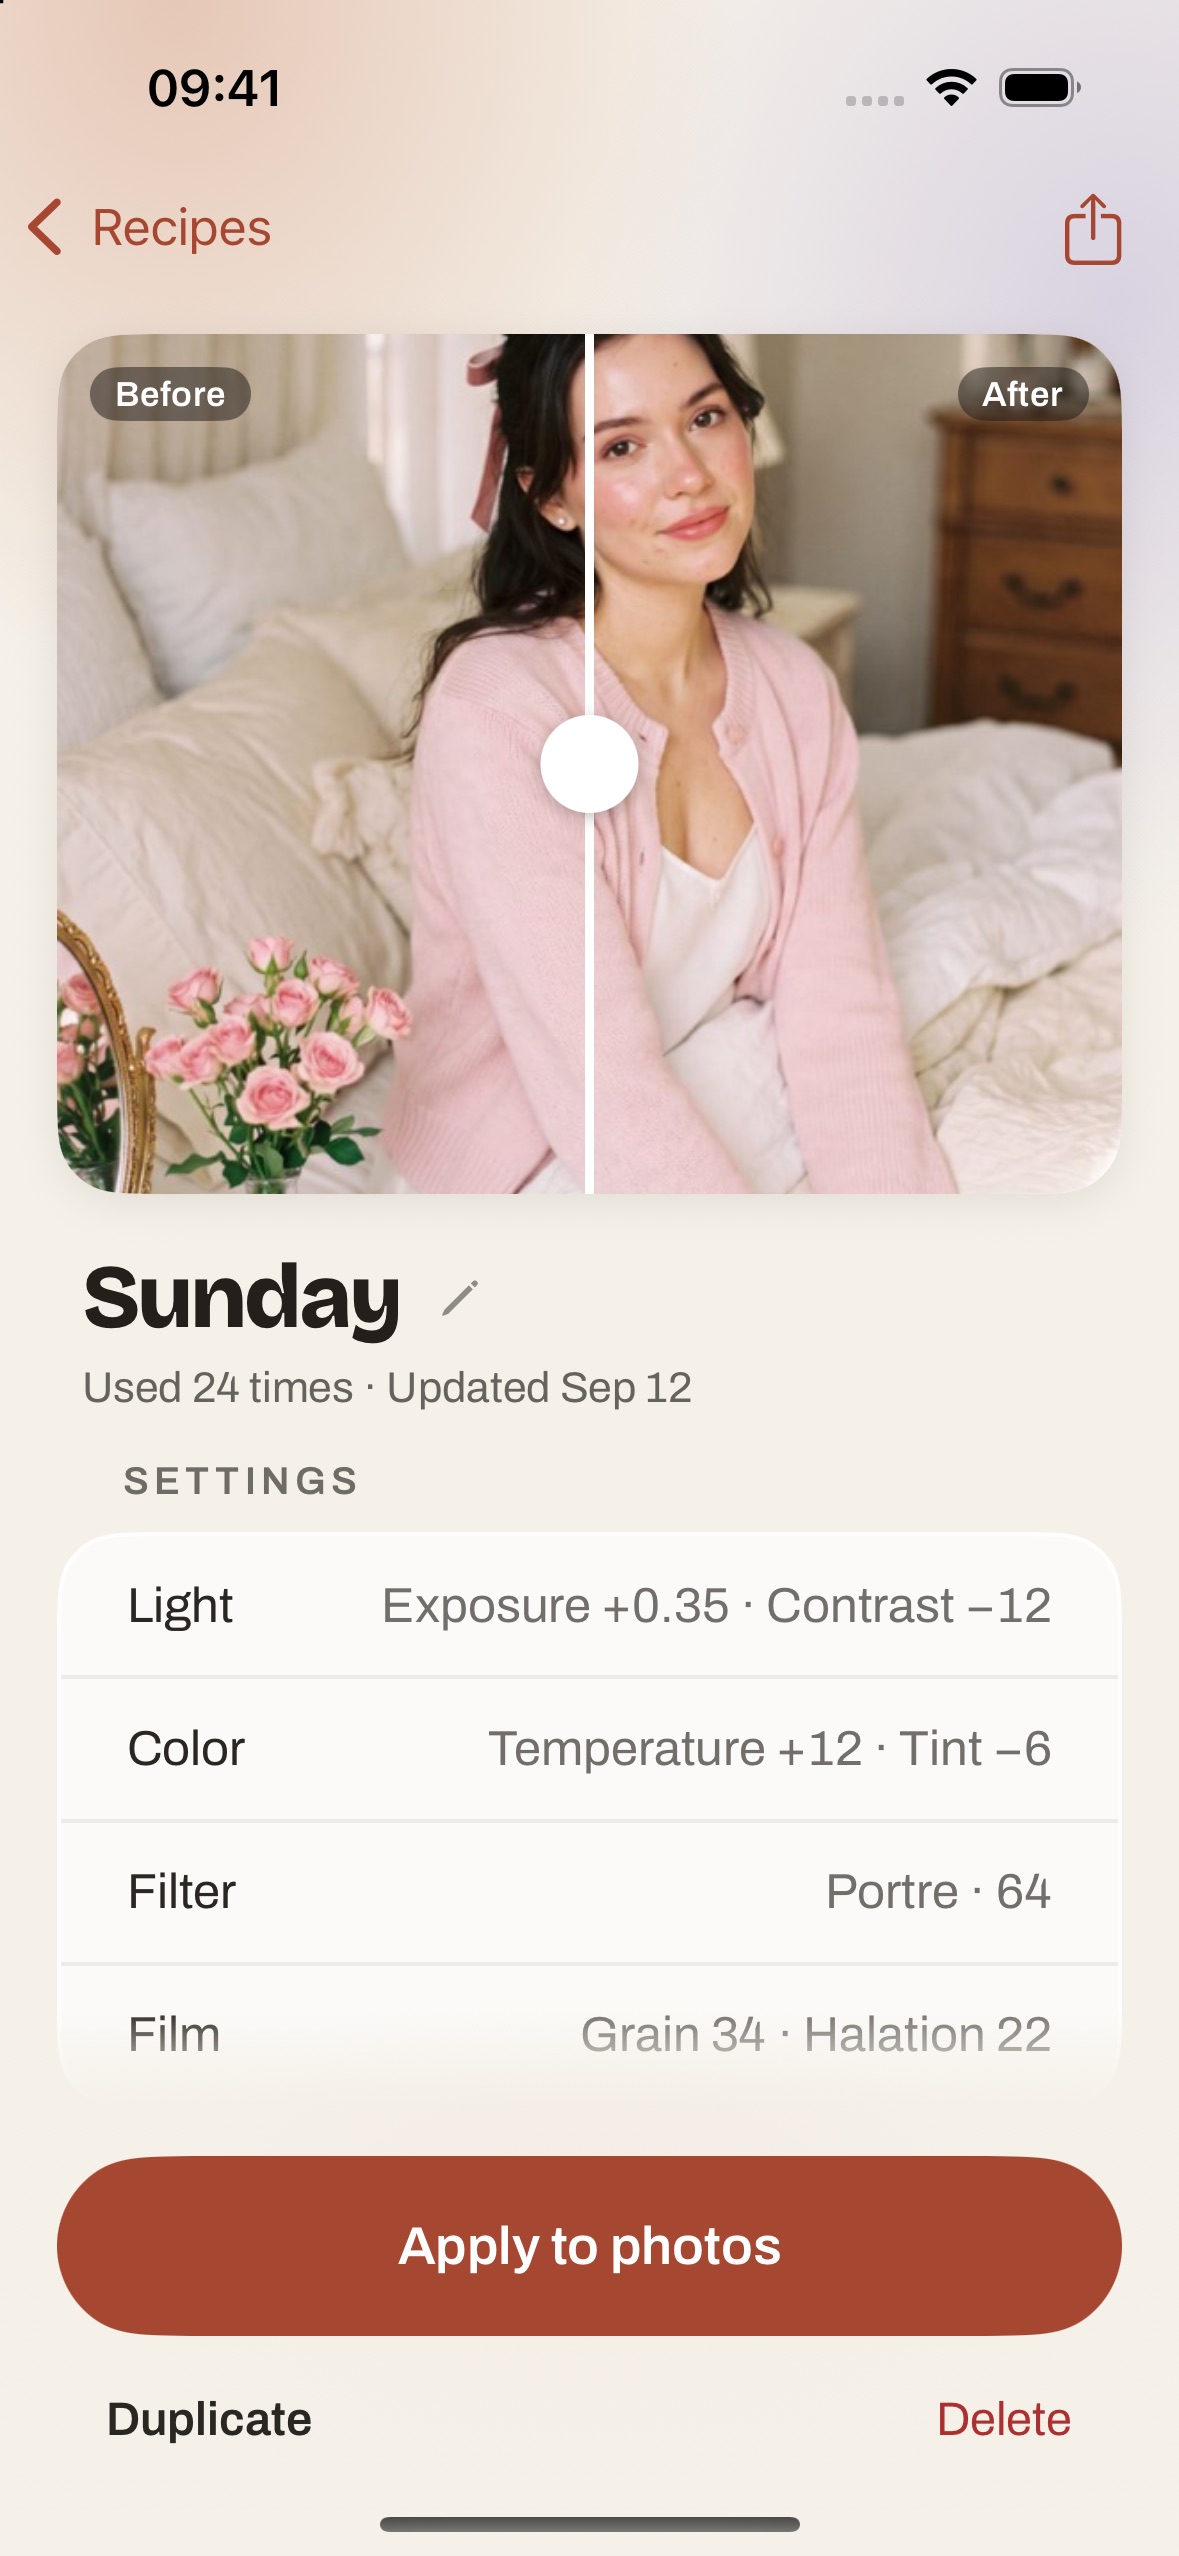 09:41
Recipes
Before
After
Sunday
Used 24 times · Updated Sep 12
SETTINGS
Light
Exposure +0.35 · Contrast −12
Color
Temperature +12 · Tint −6
Filter
Portre · 64
Film
Grain 34 · Halation 22
Apply to photos
Duplicate
Delete